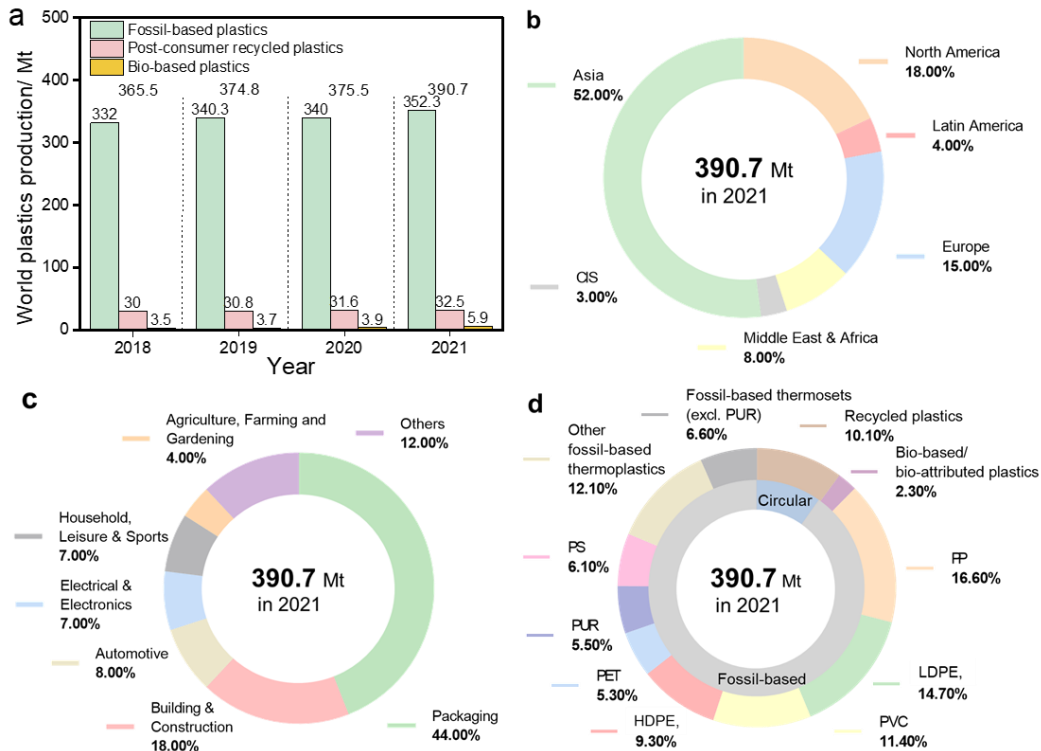 a
World plastics production/ Mt
500
400
300
200
100
0
Fossil-based plastics
Post-consumer recycled plastics
Bio-based plastics
365.5
374.8
375.5
390.7
332
340.3
340
352.3
30
3.5
30.8
3.7
31.6
3.9
32.5
5.9
2018
2019
2020
2021
Year
b
Asia
52.00%
North America
18.00%
Latin America
4.00%
390.7 Mt
in 2021
Europe
15.00%
CIS
3.00%
Middle East & Africa
8.00%
c
Agriculture, Farming and
Gardening
4.00%
Others
12.00%
Household,
Leisure & Sports
7.00%
Electrical &
Electronics
7.00%
390.7 Mt
in 2021
Automotive
8.00%
Building &
Construction
18.00%
Packaging
44.00%
d
Fossil-based thermosets
(excl. PUR)
6.60%
Recycled plastics
10.10%
Other
fossil-based
thermoplastics
12.10%
Bio-based/
bio-attributed plastics
2.30%
Circular
PS
6.10%
390.7 Mt
in 2021
PP
16.60%
PUR
5.50%
PET
5.30%
Fossil-based
LDPE,
14.70%
HDPE,
9.30%
PVC
11.40%